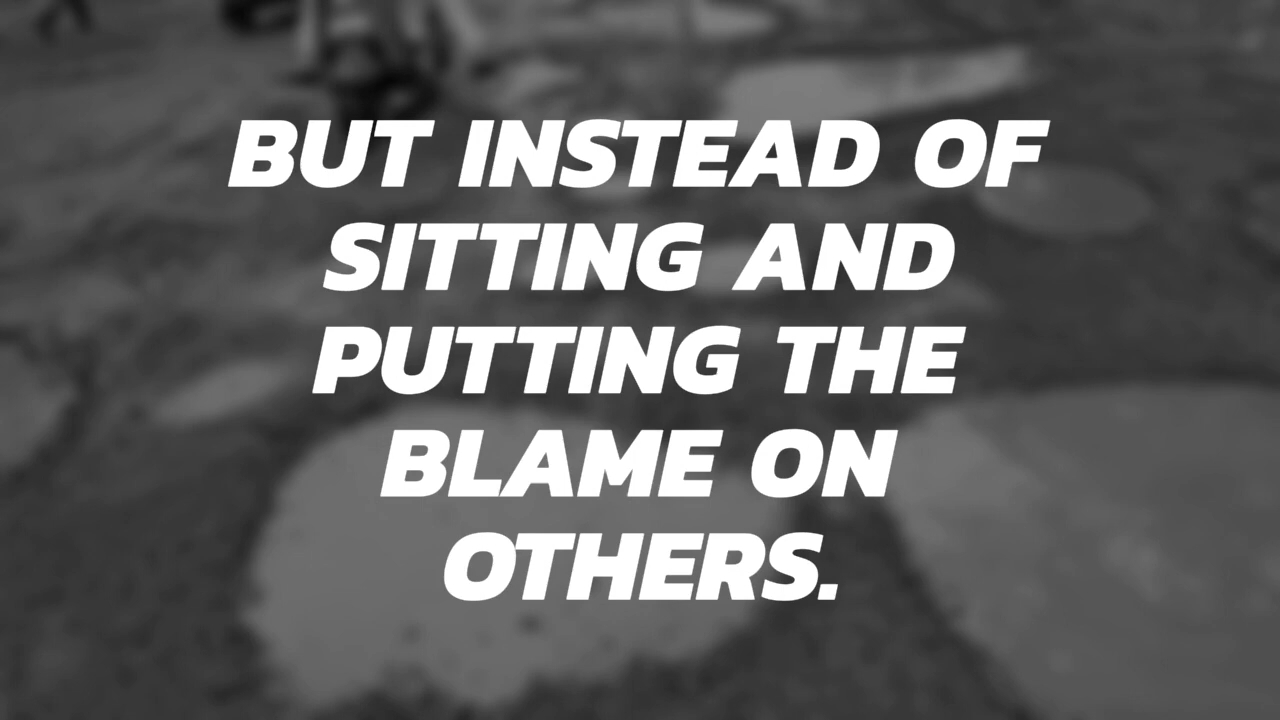 BUT INSTEAD OF
SITTING AND
PUTTING THE
BLAME ON
OTHERS.